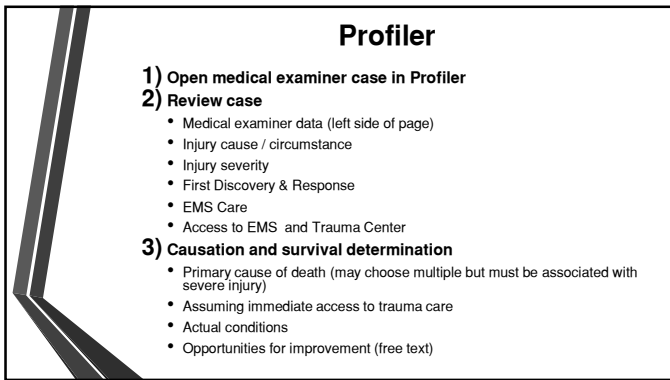 Profiler
1) Open medical examiner case in Profiler
2) Review case
• Medical examiner data (left side of page)
• Injury cause / circumstance
• Injury severity
• First Discovery & Response
• EMS Care
• Access to EMS and Trauma Center
3) Causation and survival determination
• Primary cause of death (may choose multiple but must be associated with
severe injury)
• Assuming immediate access to trauma care
• Actual conditions
• Opportunities for improvement (free text)